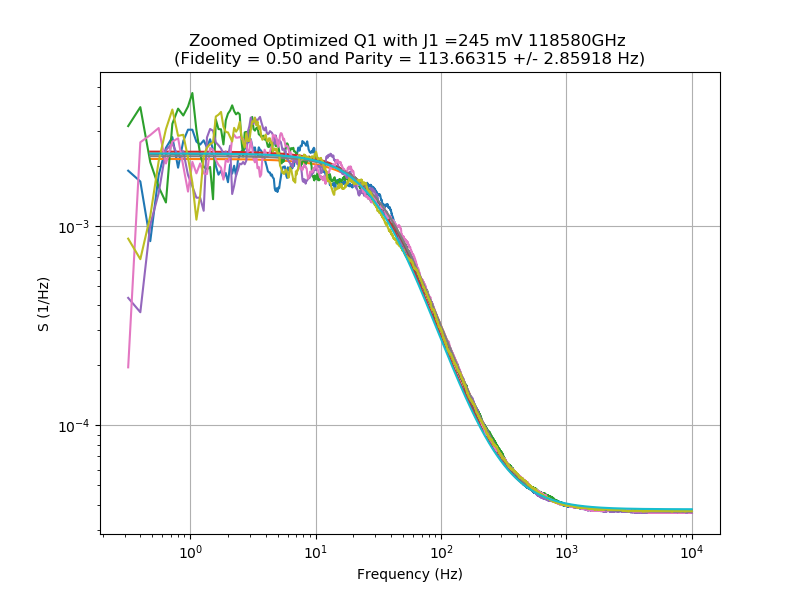 Zoomed Optimized Q1 with J1 =245 mV 118580GHz
(Fidelity = 0.50 and Parity = 113.66315 +/- 2.85918 Hz)
S (1/Hz)
10⁻³
10⁻⁴
10⁰ 10¹ 10² 10³ 10⁴
Frequency (Hz)